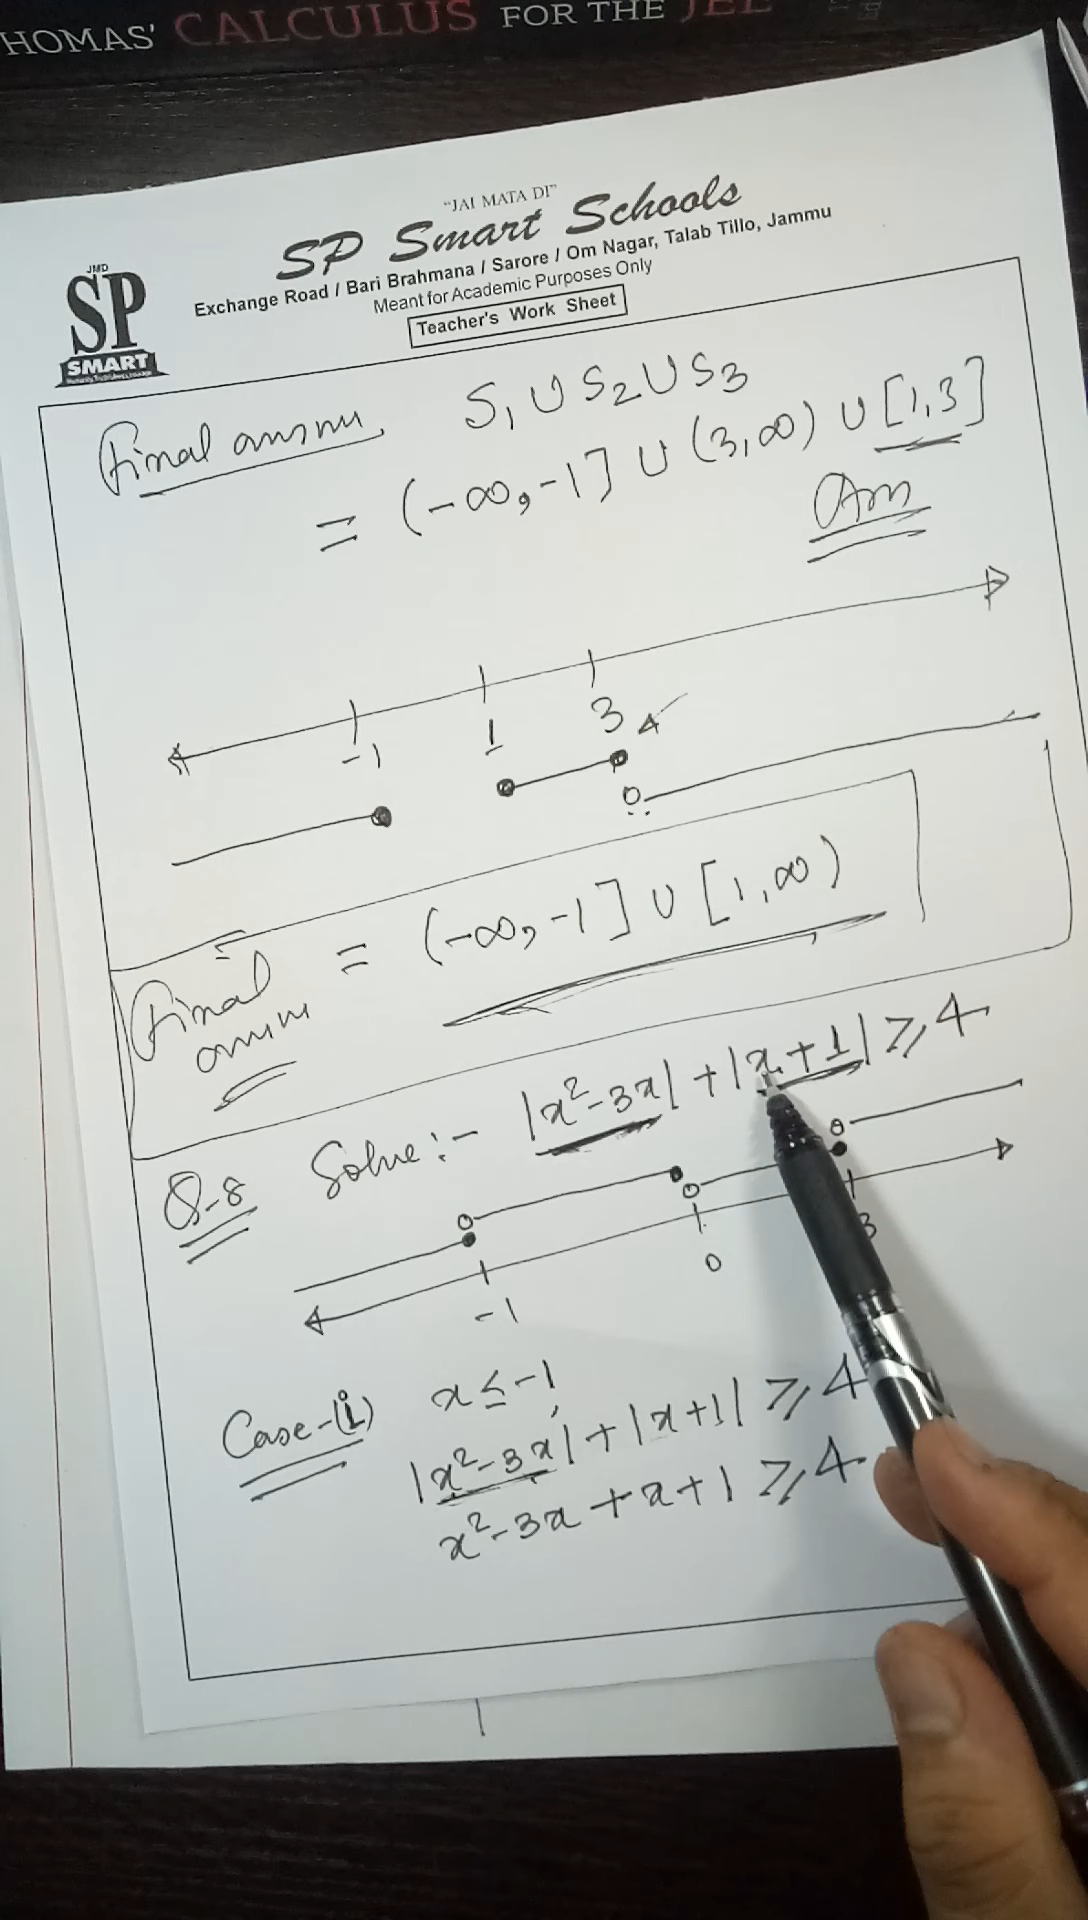 THOMAS' CALCULUS FOR THE JEE
"JAI MATA DI"
SP Smart Schools
Exchange Road / Bari Brahmana / Sarore / Om Nagar, Talab Tillo, Jammu
Meant for Academic Purposes Only
Teacher's Work Sheet
JMD
SP
SMART
Final answer S₁ ∪ S₂ ∪ S₃
= (-∞, -1] ∪ (3, ∞) ∪ [1, 3]
Ans
-1 1 3
Final answer = (-∞, -1] ∪ [1, ∞)
Q-8 Solve :- |x²-3x| + |x+1| ≥ 4
-1 0 3
Case-(i) x ≤ -1
|x²-3x| + |x+1| ≥ 4
x²-3x + x+1 ≥ 4